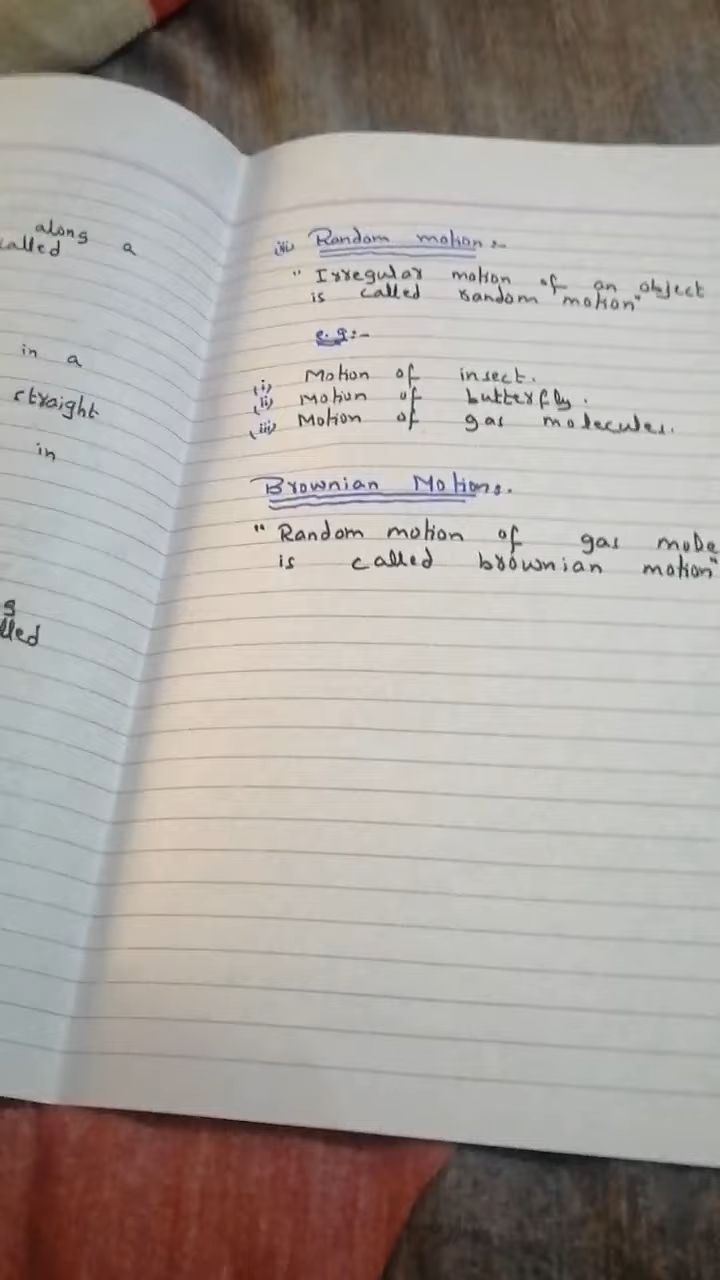 along a
called
in a
straight
in
g
lled
iii, Random motion:-
" Irregular motion of an object
is called random motion"
e.g:-
(i) Motion of insect.
(ii) Motion of butterfly.
(iii) Motion of gas molecules.
Brownian Motion:.
" Random motion of gas mole
is called brownian motion"